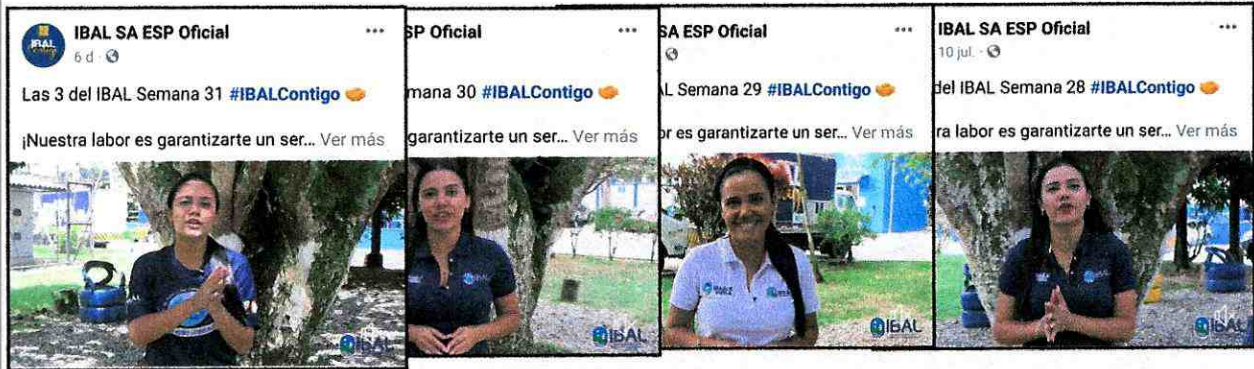 IBAL SA ESP Oficial
6 d
Las 3 del IBAL Semana 31 #IBALContigo
¡Nuestra labor es garantizarte un ser... Ver más
IBAL
SP Oficial
mana 30 #IBALContigo
garantizarte un ser... Ver más
IBAL
SA ESP Oficial
L Semana 29 #IBALContigo
or es garantizarte un ser... Ver más
IBAL
IBAL SA ESP Oficial
10 jul.
del IBAL Semana 28 #IBALContigo
ra labor es garantizarte un ser... Ver más
IBAL